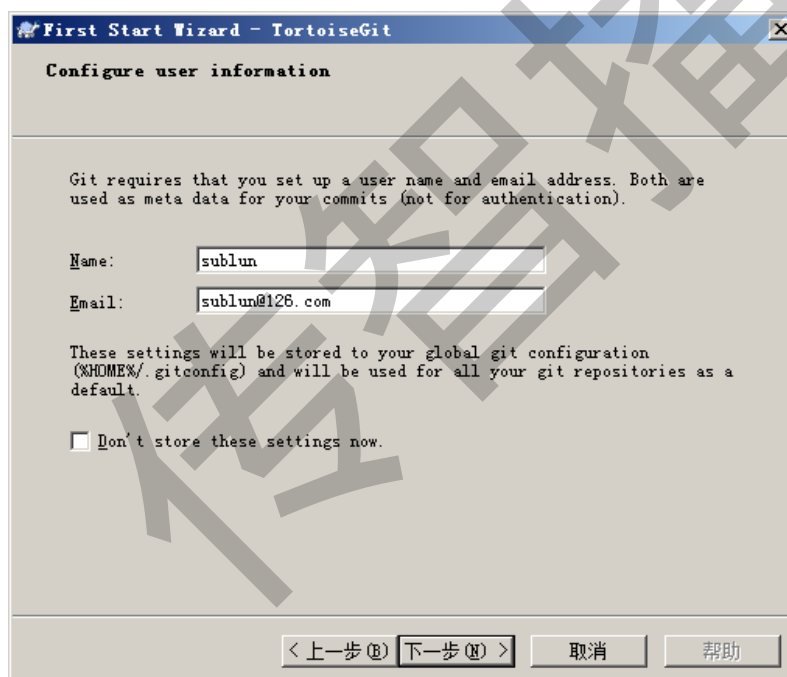 First Start Wizard - TortoiseGit
Configure user information
Git requires that you set up a user name and email address. Both are
used as meta data for your commits (not for authentication).
Name: sublun
Email: sublun@126.com
These settings will be stored to your global git configuration
(%HOME%/.gitconfig) and will be used for all your git repositories as a
default.
Don't store these settings now.
< 上一步(B) 下一步(N) > 取消 帮助
传智播